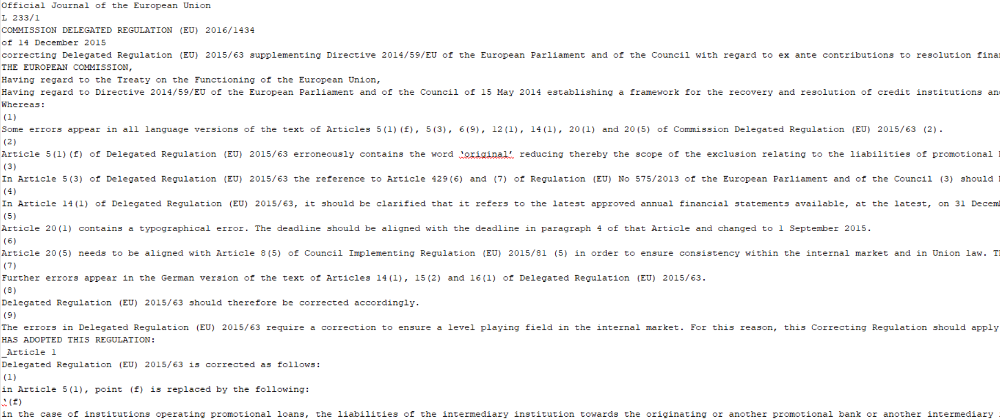 Official Journal of the European Union
L 233/1
COMMISSION DELEGATED REGULATION (EU) 2016/1434
of 14 December 2015
correcting Delegated Regulation (EU) 2015/63 supplementing Directive 2014/59/EU of the European Parliament and of the Council with regard to ex ante contributions to resolution
THE EUROPEAN COMMISSION,
Having regard to the Treaty on the Functioning of the European Union,
Having regard to Directive 2014/59/EU of the European Parliament and of the Council of 15 May 2014 establishing a framework for the recovery and resolution of credit institutions
Whereas:
(1)
Some errors appear in all language versions of the text of Articles 5(1)(f), 5(3), 6(9), 12(1), 14(1), 20(1) and 20(5) of Commission Delegated Regulation (EU) 2015/63 (2).
(2)
Article 5(1)(f) of Delegated Regulation (EU) 2015/63 erroneously contains the word ‘original’ reducing thereby the scope of the exclusion relating to the liabilities of promotional
(3)
In Article 5(3) of Delegated Regulation (EU) 2015/63 the reference to Article 429(6) and (7) of Regulation (EU) No 575/2013 of the European Parliament and of the Council (3) should
(4)
In Article 14(1) of Delegated Regulation (EU) 2015/63, it should be clarified that it refers to the latest approved annual financial statements available, at the latest, on 31
(5)
Article 20(1) contains a typographical error. The deadline should be aligned with the deadline in paragraph 4 of that Article and changed to 1 September 2015.
(6)
Article 20(5) needs to be aligned with Article 8(5) of Council Implementing Regulation (EU) 2015/81 (5) in order to ensure consistency within the internal market and in Union law.
(7)
Further errors appear in the German version of the text of Articles 14(1), 15(2) and 16(1) of Delegated Regulation (EU) 2015/63.
(8)
Delegated Regulation (EU) 2015/63 should therefore be corrected accordingly.
(9)
The errors in Delegated Regulation (EU) 2015/63 require a correction to ensure a level playing field in the internal market. For this reason, this Correcting Regulation should apply
HAS ADOPTED THIS REGULATION:
_Article 1
Delegated Regulation (EU) 2015/63 is corrected as follows:
(1)
in Article 5(1), point (f) is replaced by the following:
‘(f)
in the case of institutions operating promotional loans, the liabilities of the intermediary institution towards the originating or another promotional bank or another intermediary